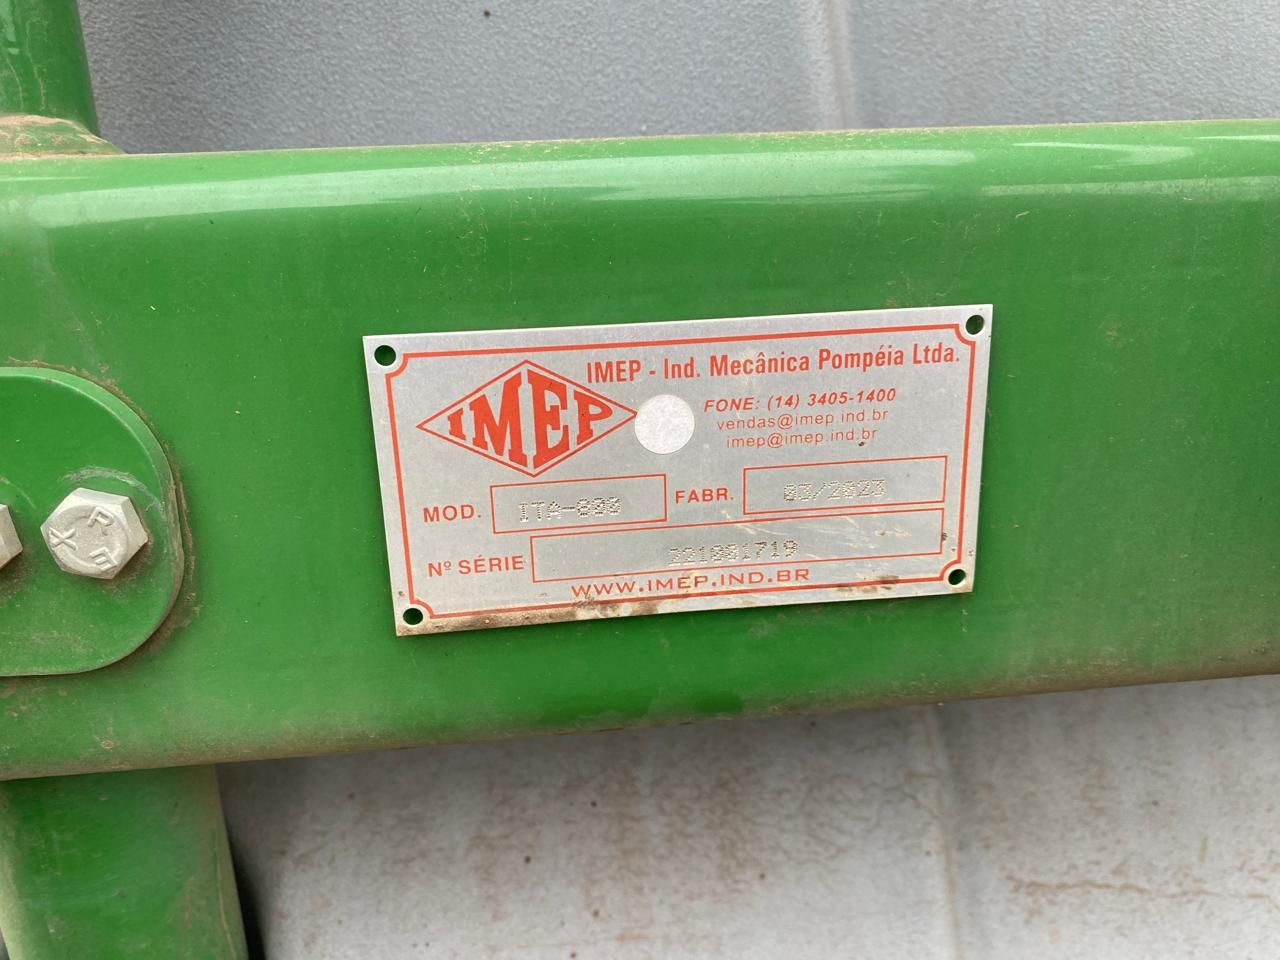 IMEP - Ind. Mecânica Pompéia Ltda.
IMEP
FONE: (14) 3405-1400
vendas@imep.ind.br
imep@imep.ind.br
MOD. ITA-800 FABR. 03/2023
Nº SÉRIE 221001719
WWW.IMEP.IND.BR